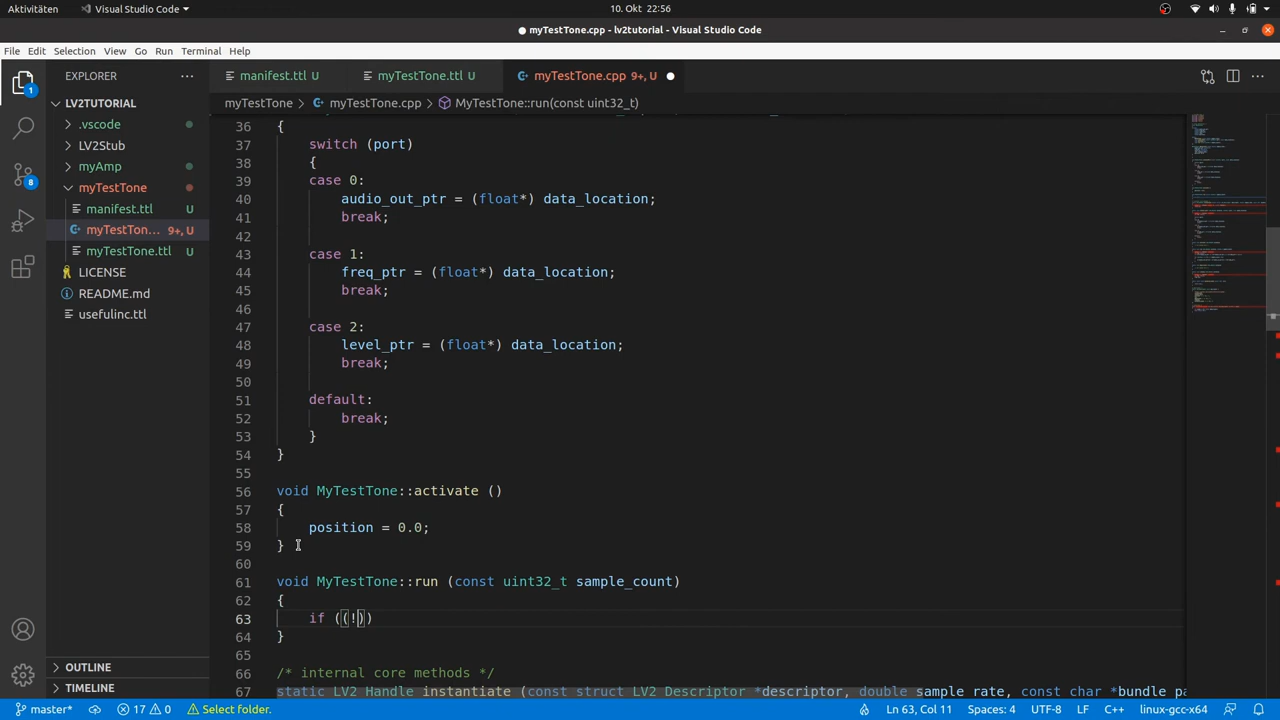 Aktivitäten
Visual Studio Code
10. Okt 22:56
● myTestTone.cpp - lv2tutorial - Visual Studio Code
File Edit Selection View Go Run Terminal Help
EXPLORER
manifest.ttl U
myTestTone.ttl U
myTestTone.cpp 9+, U
LV2TUTORIAL
myTestTone > myTestTone.cpp > MyTestTone::run(const uint32_t)
.vscode
LV2Stub
myAmp
myTestTone
manifest.ttl U
myTestTon... 9+, U
myTestTone.ttl U
LICENSE
README.md
usefulinc.ttl
36 {
37 switch (port)
38 {
39 case 0:
40 audio_out_ptr = (float*) data_location;
41 break;
42
43 case 1:
44 freq_ptr = (float*) data_location;
45 break;
46
47 case 2:
48 level_ptr = (float*) data_location;
49 break;
50
51 default:
52 break;
53 }
54 }
55
56 void MyTestTone::activate ()
57 {
58 position = 0.0;
59 }
60
61 void MyTestTone::run (const uint32_t sample_count)
62 {
63 if ((!))
64 }
65
66 /* internal core methods */
67 static LV2_Handle instantiate (const struct LV2_Descriptor *descriptor, double sample_rate, const char *bundle_pa
OUTLINE
TIMELINE
1
8
master* 17 0 Select folder. Ln 63, Col 11 Spaces: 4 UTF-8 LF C++ linux-gcc-x64